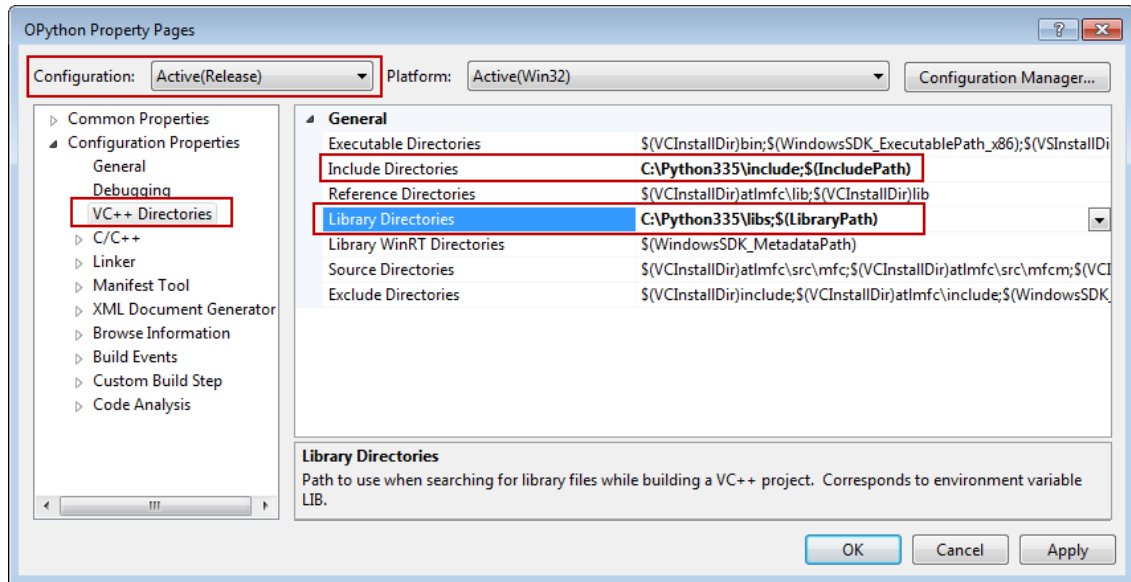 OPython Property Pages
Configuration: Active(Release) Platform: Active(Win32) Configuration Manager...
Common Properties
Configuration Properties
General
Debugging
VC++ Directories
C/C++
Linker
Manifest Tool
XML Document Generator
Browse Information
Build Events
Custom Build Step
Code Analysis
General
Executable Directories $(VCInstallDir)bin;$(WindowsSDK_ExecutablePath_x86);$(VSInstallDi
Include Directories C:\Python335\include;$(IncludePath)
Reference Directories $(VCInstallDir)atlmfc\lib;$(VCInstallDir)lib
Library Directories C:\Python335\libs;$(LibraryPath)
Library WinRT Directories $(WindowsSDK_MetadataPath)
Source Directories $(VCInstallDir)atlmfc\src\mfc;$(VCInstallDir)atlmfc\src\mfcm;$(VCI
Exclude Directories $(VCInstallDir)include;$(VCInstallDir)atlmfc\include;$(WindowsSDK_
Library Directories
Path to use when searching for library files while building a VC++ project. Corresponds to environment variable
LIB.
OK Cancel Apply